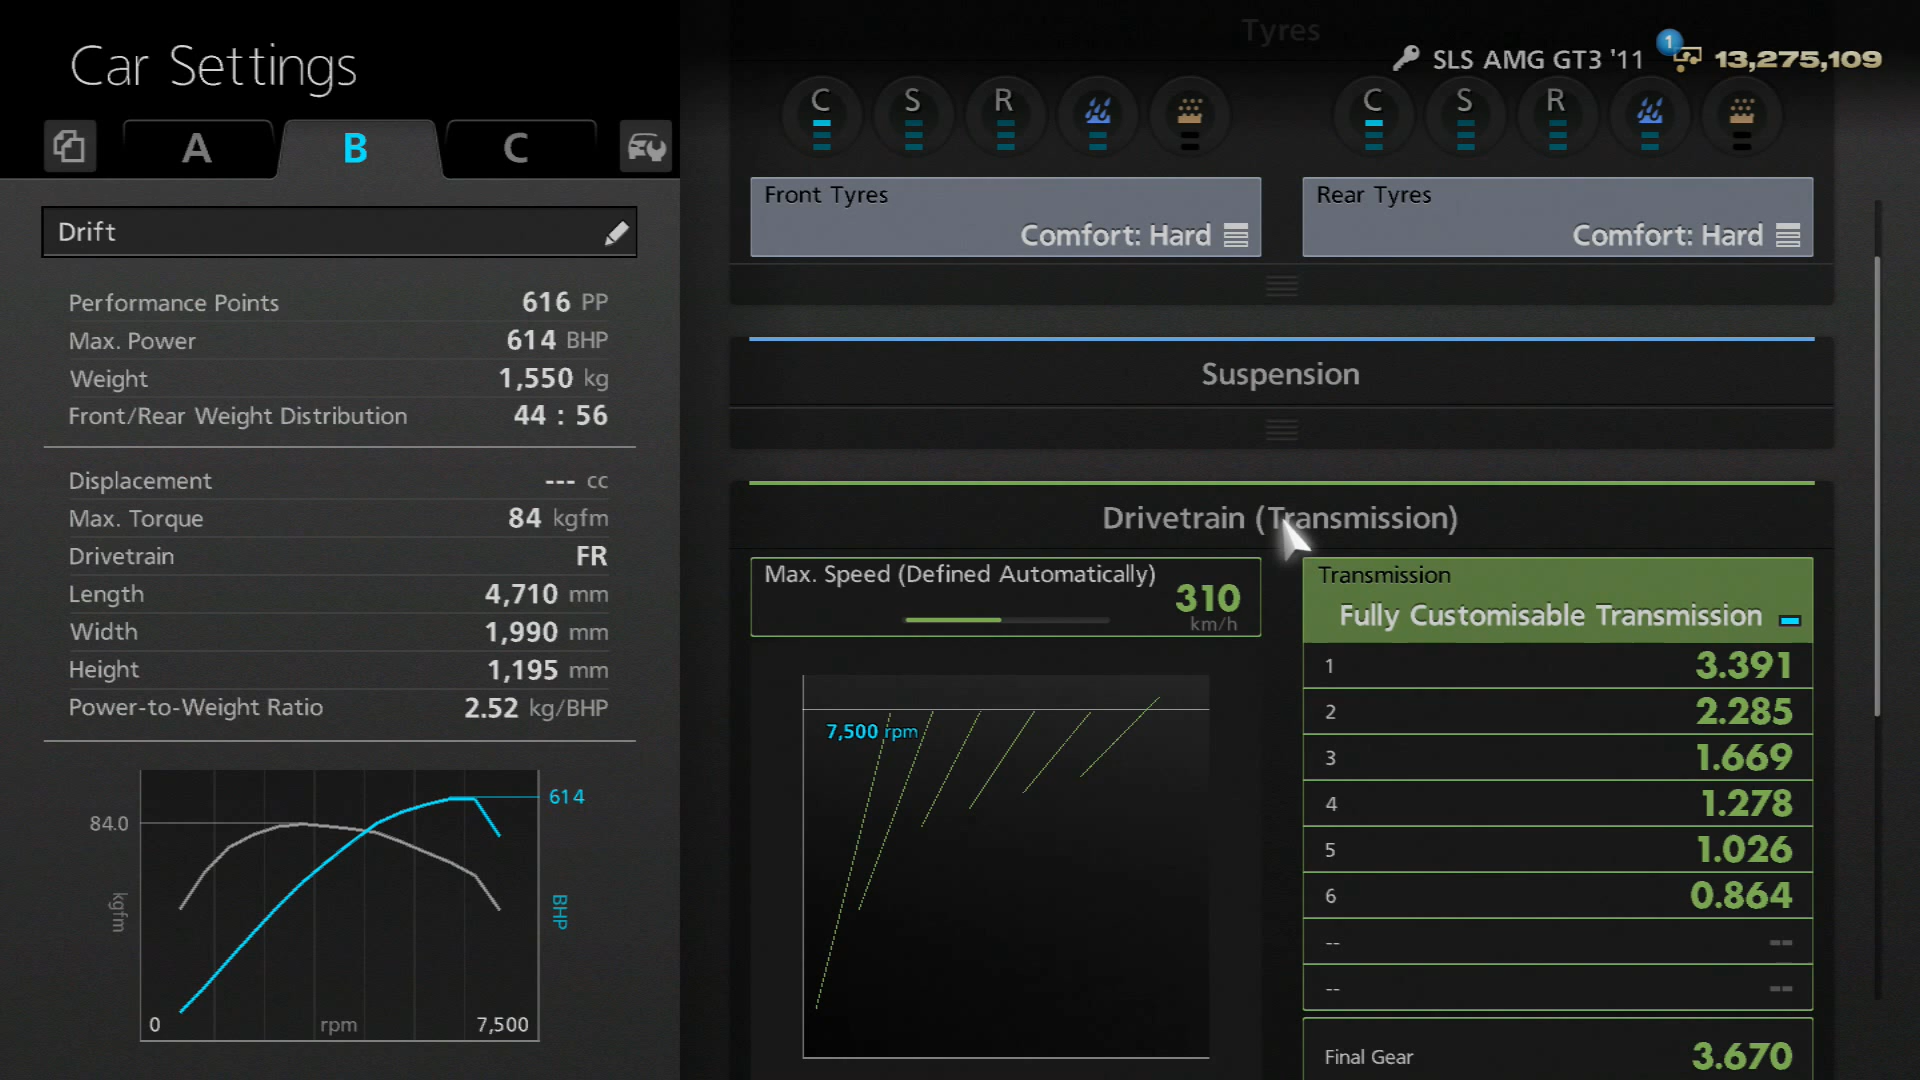 Car Settings
A
B
C
Drift
Performance Points 616 PP
Max. Power 614 BHP
Weight 1,550 kg
Front/Rear Weight Distribution 44 : 56
Displacement --- cc
Max. Torque 84 kgfm
Drivetrain FR
Length 4,710 mm
Width 1,990 mm
Height 1,195 mm
Power-to-Weight Ratio 2.52 kg/BHP
614
84.0
kgfm
BHP
0 rpm 7,500
Tyres
SLS AMG GT3 '11 1 13,275,109
C S R C S R
Front Tyres
Comfort: Hard
Rear Tyres
Comfort: Hard
Suspension
Drivetrain (Transmission)
Max. Speed (Defined Automatically)
310
km/h
7,500 rpm
Transmission
Fully Customisable Transmission
1 3.391
2 2.285
3 1.669
4 1.278
5 1.026
6 0.864
-- --
-- --
Final Gear 3.670